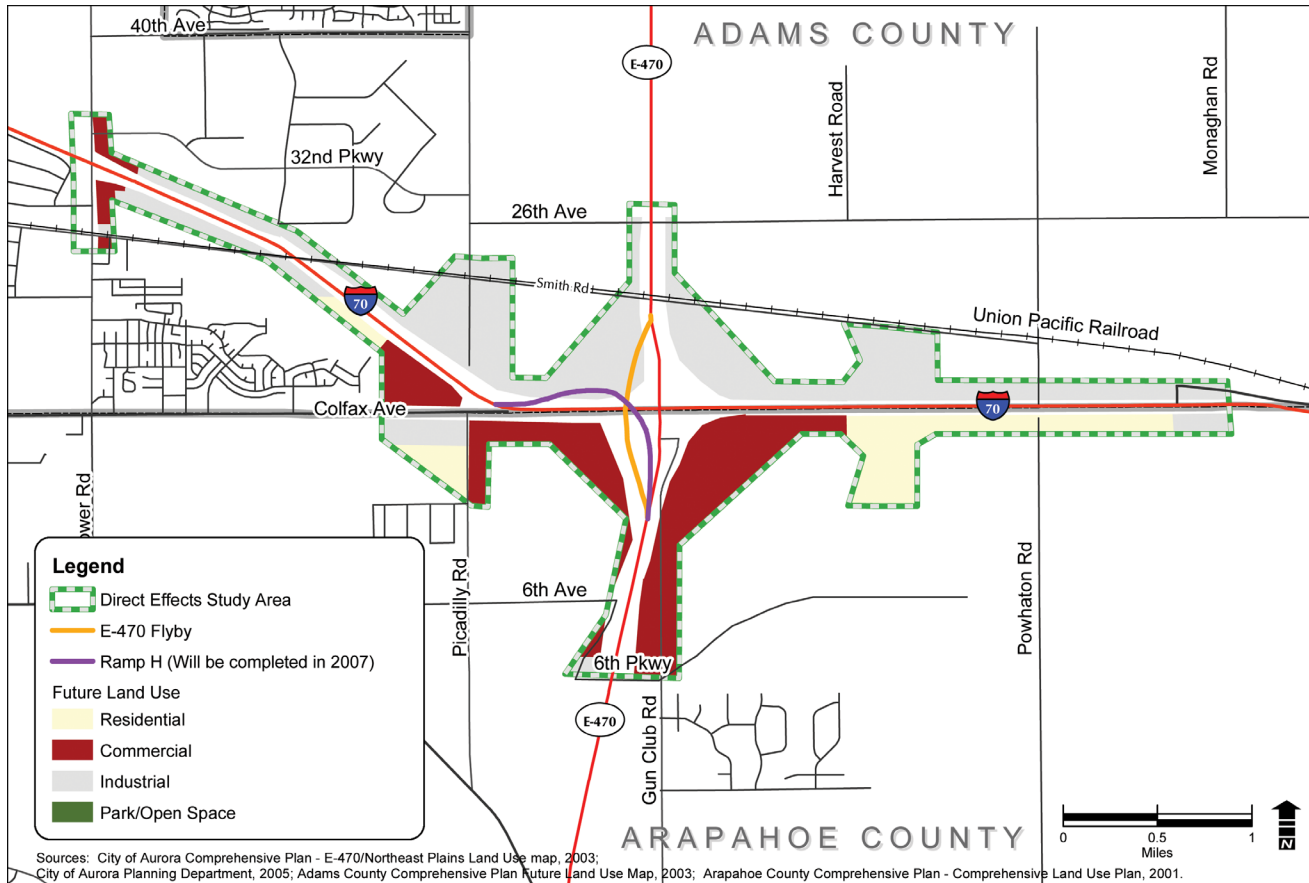 40th Ave
ADAMS COUNTY
E-470
Harvest Road
Monaghan Rd
32nd Pkwy
26th Ave
Smith Rd
70
Union Pacific Railroad
Colfax Ave
70
ower Rd
Picadilly Rd
6th Ave
Powhaton Rd
6th Pkwy
E-470
Gun Club Rd
Legend
Direct Effects Study Area
E-470 Flyby
Ramp H (Will be completed in 2007)
Future Land Use
Residential
Commercial
Industrial
Park/Open Space
ARAPAHOE COUNTY
0 0.5 1
Miles
N
Sources: City of Aurora Comprehensive Plan - E-470/Northeast Plains Land Use map, 2003;
City of Aurora Planning Department, 2005; Adams County Comprehensive Plan Future Land Use Map, 2003; Arapahoe County Comprehensive Plan - Comprehensive Land Use Plan, 2001.